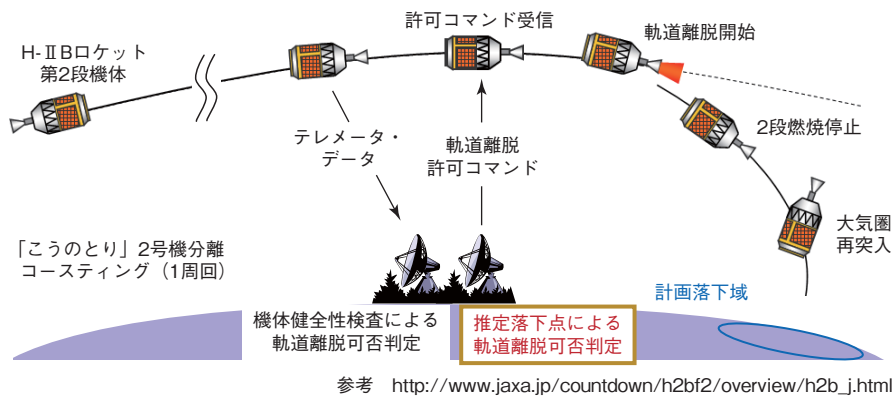 H-ⅡBロケット
第2段機体
許可コマンド受信
軌道離脱開始
テレメータ・
データ
軌道離脱
許可コマンド
2段燃焼停止
大気圏
再突入
「こうのとり」2号機分離
コースティング（1周回）
計画落下域
機体健全性検査による
軌道離脱可否判定
推定落下点による
軌道離脱可否判定
参考　http://www.jaxa.jp/countdown/h2bf2/overview/h2b_j.html